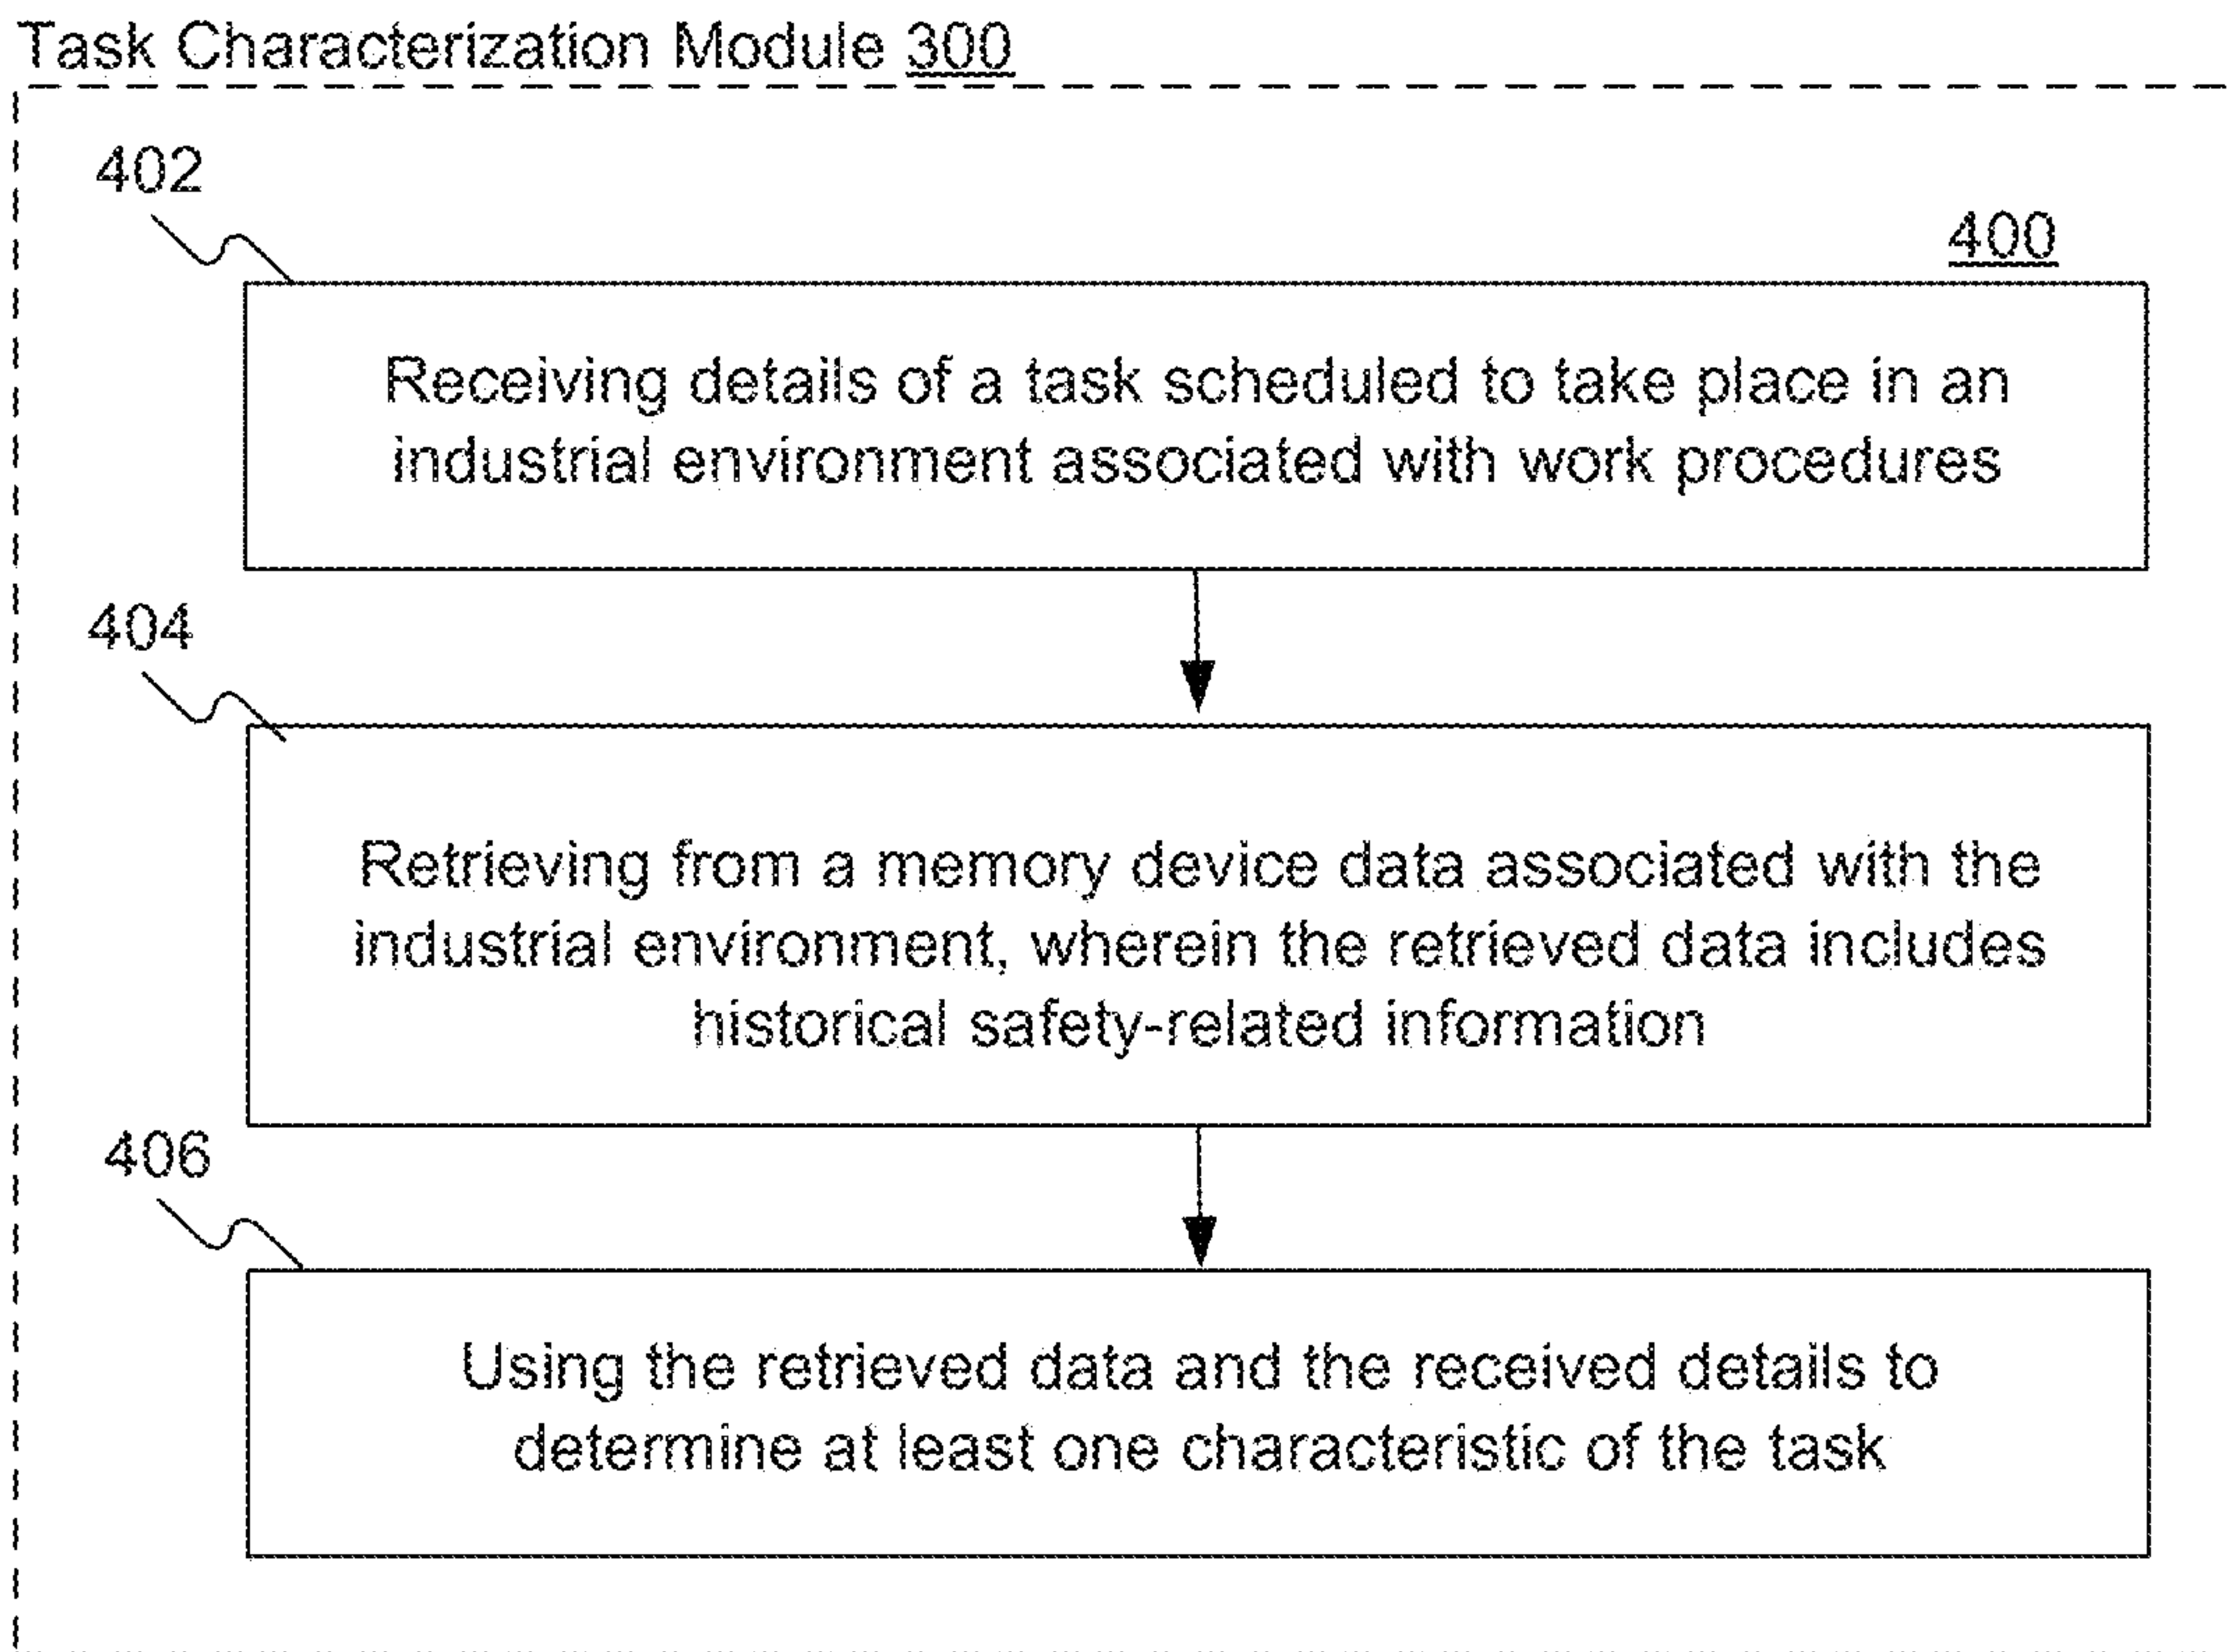 Task Characterization Module 300
402
400
Receiving details of a task scheduled to take place in an
industrial environment associated with work procedures
404
Retrieving from a memory device data associated with the
industrial environment, wherein the retrieved data includes
historical safety-related information
406
Using the retrieved data and the received details to
determine at least one characteristic of the task